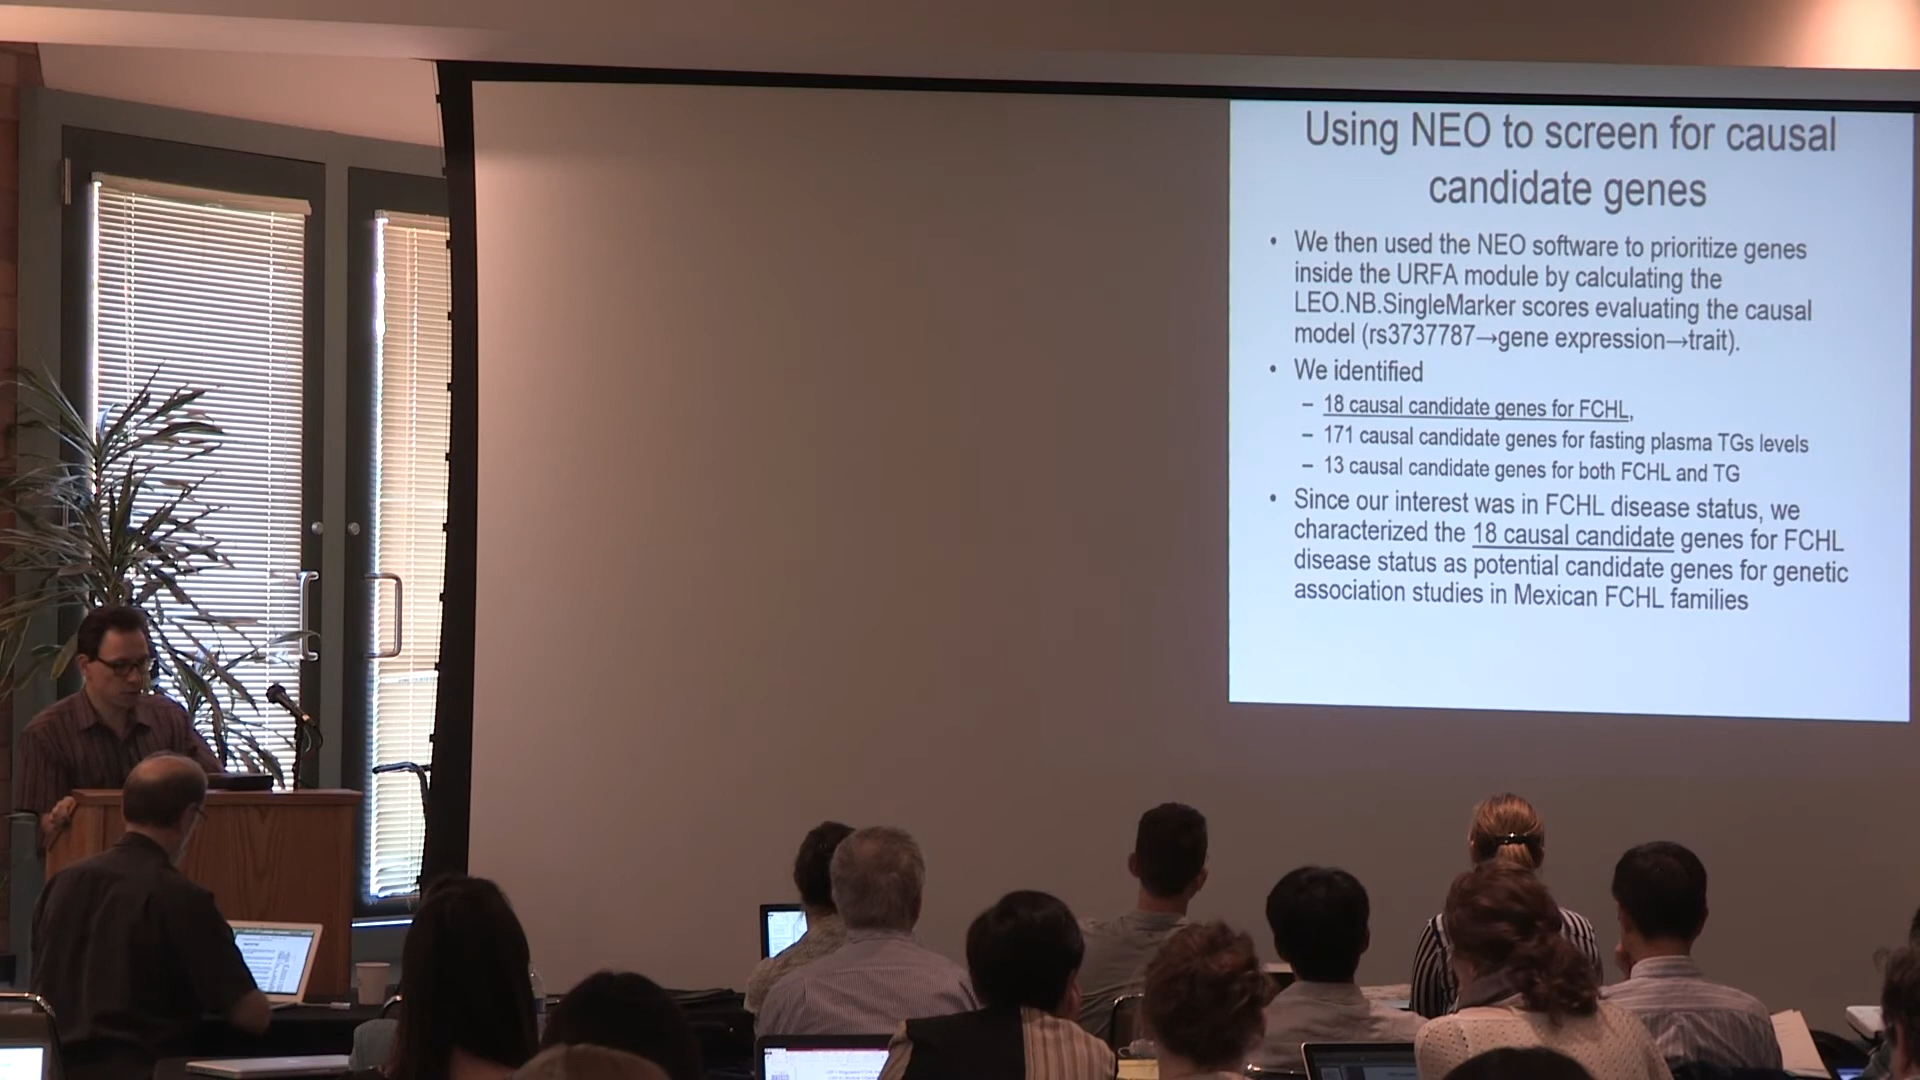 Using NEO to screen for causal
candidate genes
• We then used the NEO software to prioritize genes
inside the URFA module by calculating the
LEO.NB.SingleMarker scores evaluating the causal
model (rs3737787→gene expression→trait).
• We identified
– 18 causal candidate genes for FCHL,
– 171 causal candidate genes for fasting plasma TGs levels
– 13 causal candidate genes for both FCHL and TG
• Since our interest was in FCHL disease status, we
characterized the 18 causal candidate genes for FCHL
disease status as potential candidate genes for genetic
association studies in Mexican FCHL families